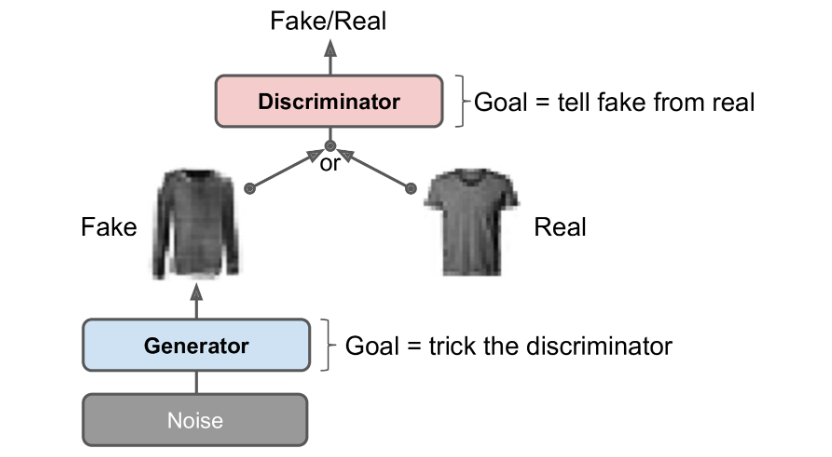 Fake/Real
Discriminator
Goal = tell fake from real
or
Fake
Real
Generator
Goal = trick the discriminator
Noise